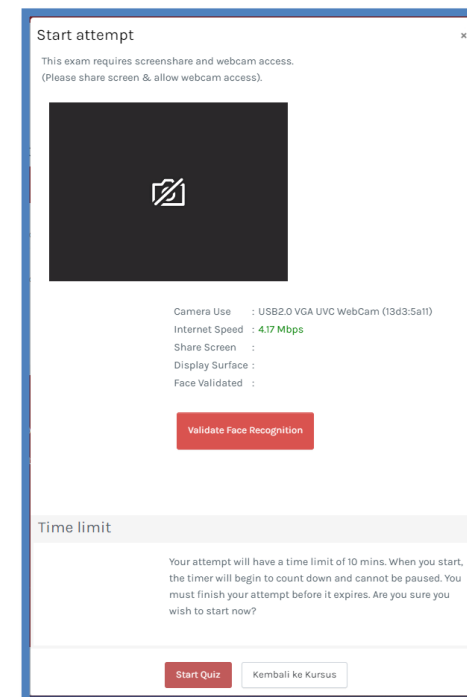 Start attempt ×
This exam requires screenshare and webcam access.
(Please share screen & allow webcam access).
Camera Use : USB2.0 VGA UVC WebCam (13d3:5a11)
Internet Speed : 4.17 Mbps
Share Screen :
Display Surface :
Face Validated :
Validate Face Recognition
Time limit
Your attempt will have a time limit of 10 mins. When you start,
the timer will begin to count down and cannot be paused. You
must finish your attempt before it expires. Are you sure you
wish to start now?
Start Quiz Kembali ke Kursus